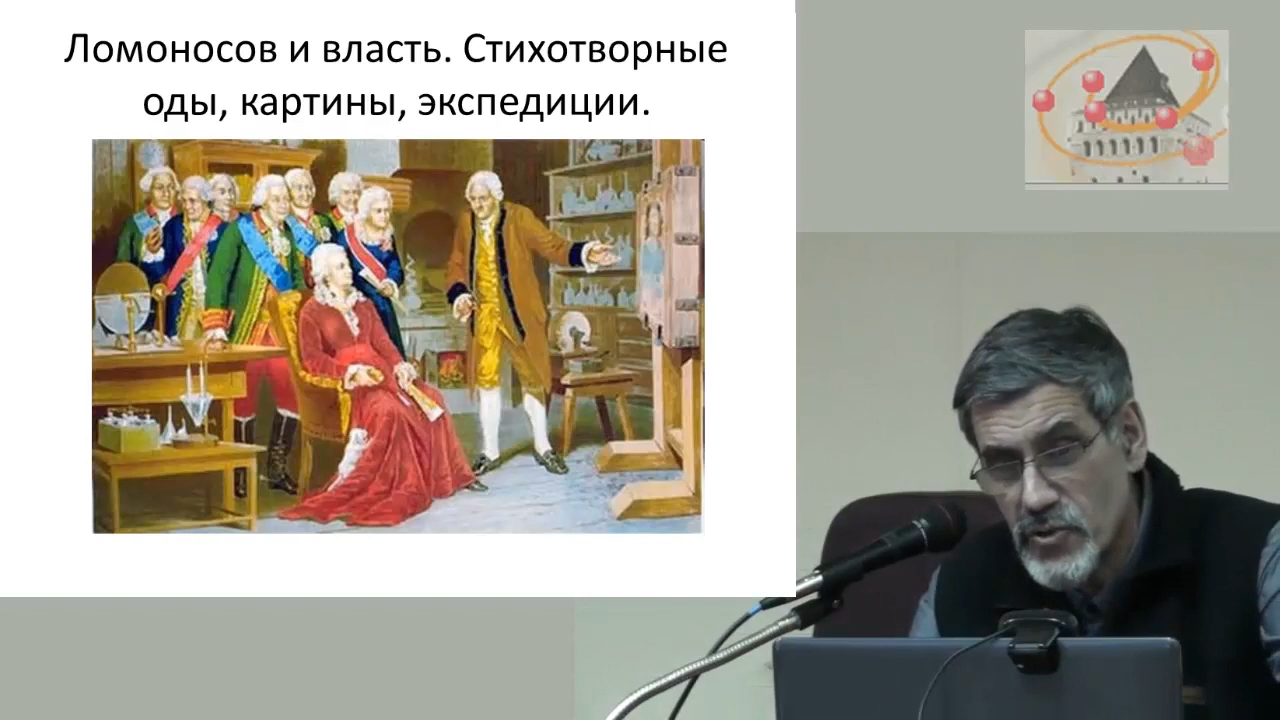 Ломоносов и власть. Стихотворные
оды, картины, экспедиции.